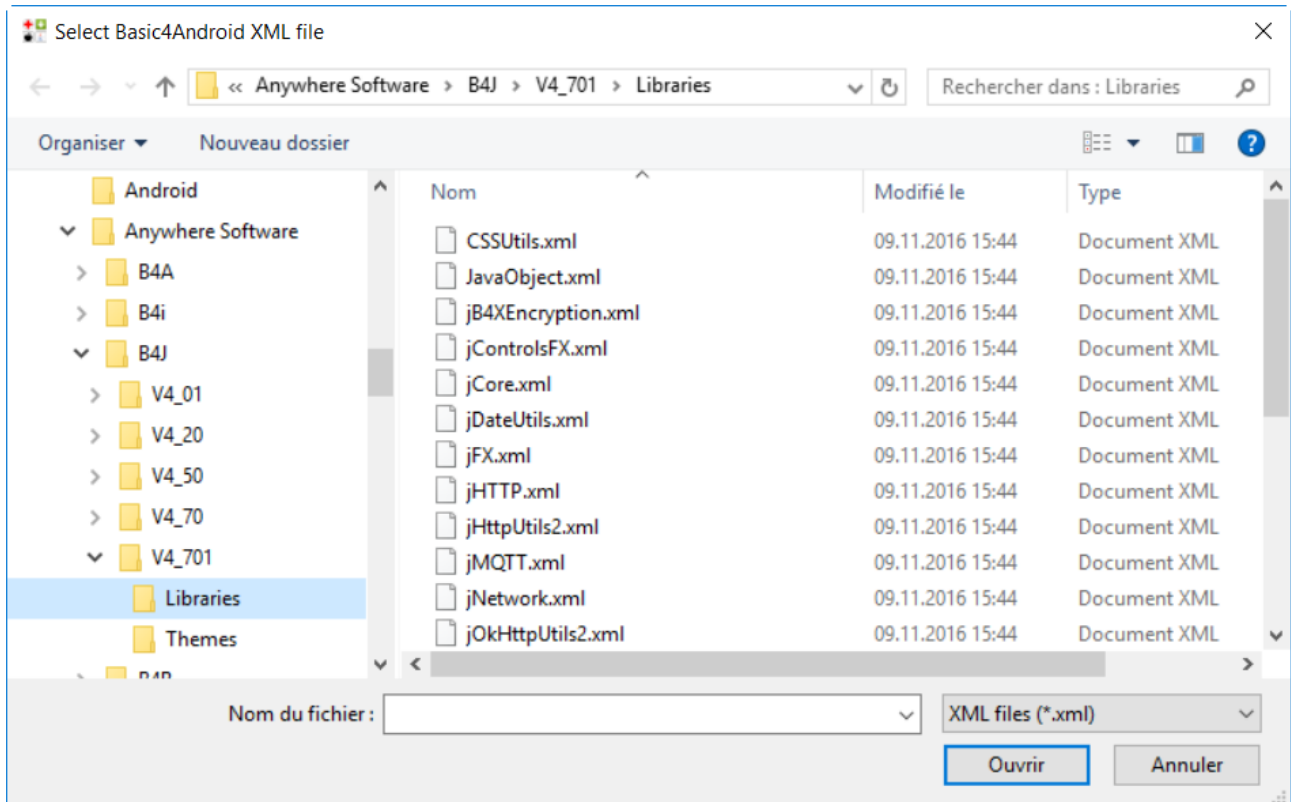 Select Basic4Android XML file
« Anywhere Software > B4J > V4_701 > Libraries
Rechercher dans : Libraries
Organiser
Nouveau dossier
?
Android
Anywhere Software
B4A
B4i
B4J
V4_01
V4_20
V4_50
V4_70
V4_701
Libraries
Themes
Nom Modifié le Type
CSSUtils.xml 09.11.2016 15:44 Document XML
JavaObject.xml 09.11.2016 15:44 Document XML
jB4XEncryption.xml 09.11.2016 15:44 Document XML
jControlsFX.xml 09.11.2016 15:44 Document XML
jCore.xml 09.11.2016 15:44 Document XML
jDateUtils.xml 09.11.2016 15:44 Document XML
jFX.xml 09.11.2016 15:44 Document XML
jHTTP.xml 09.11.2016 15:44 Document XML
jHttpUtils2.xml 09.11.2016 15:44 Document XML
jMQTT.xml 09.11.2016 15:44 Document XML
jNetwork.xml 09.11.2016 15:44 Document XML
jOkHttpUtils2.xml 09.11.2016 15:44 Document XML
Nom du fichier :
XML files (*.xml)
Ouvrir
Annuler